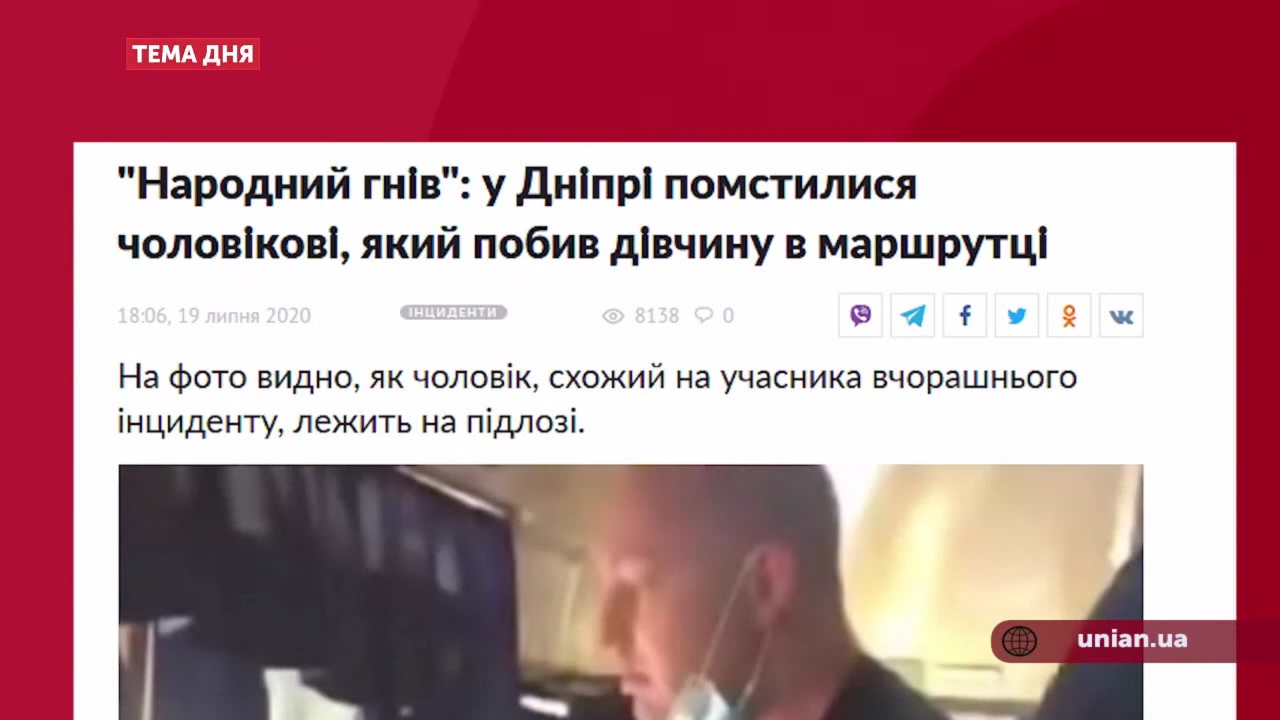 ТЕМА ДНЯ
"Народний гнів": у Дніпрі помстилися
чоловікові, який побив дівчину в маршрутці
18:06, 19 липня 2020 ІНЦИДЕНТИ 8138 0
На фото видно, як чоловік, схожий на учасника вчорашнього
інциденту, лежить на підлозі.
unian.ua